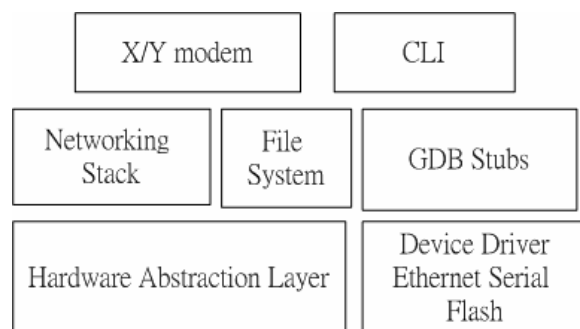 X/Y modem
CLI
Networking
Stack
File
System
GDB Stubs
Hardware Abstraction Layer
Device Driver
Ethernet Serial
Flash